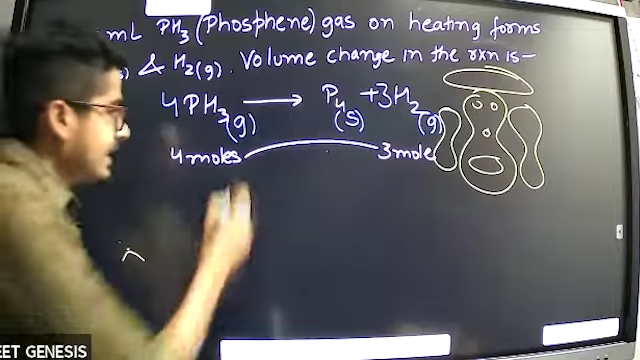 mL PH3 (Phosphene) gas on heating forms
& H2(g). Volume change in the rxn is-
4PH3 (g) → P4 (s) + 3H2 (g)
4 moles 3 mole
EET GENESIS